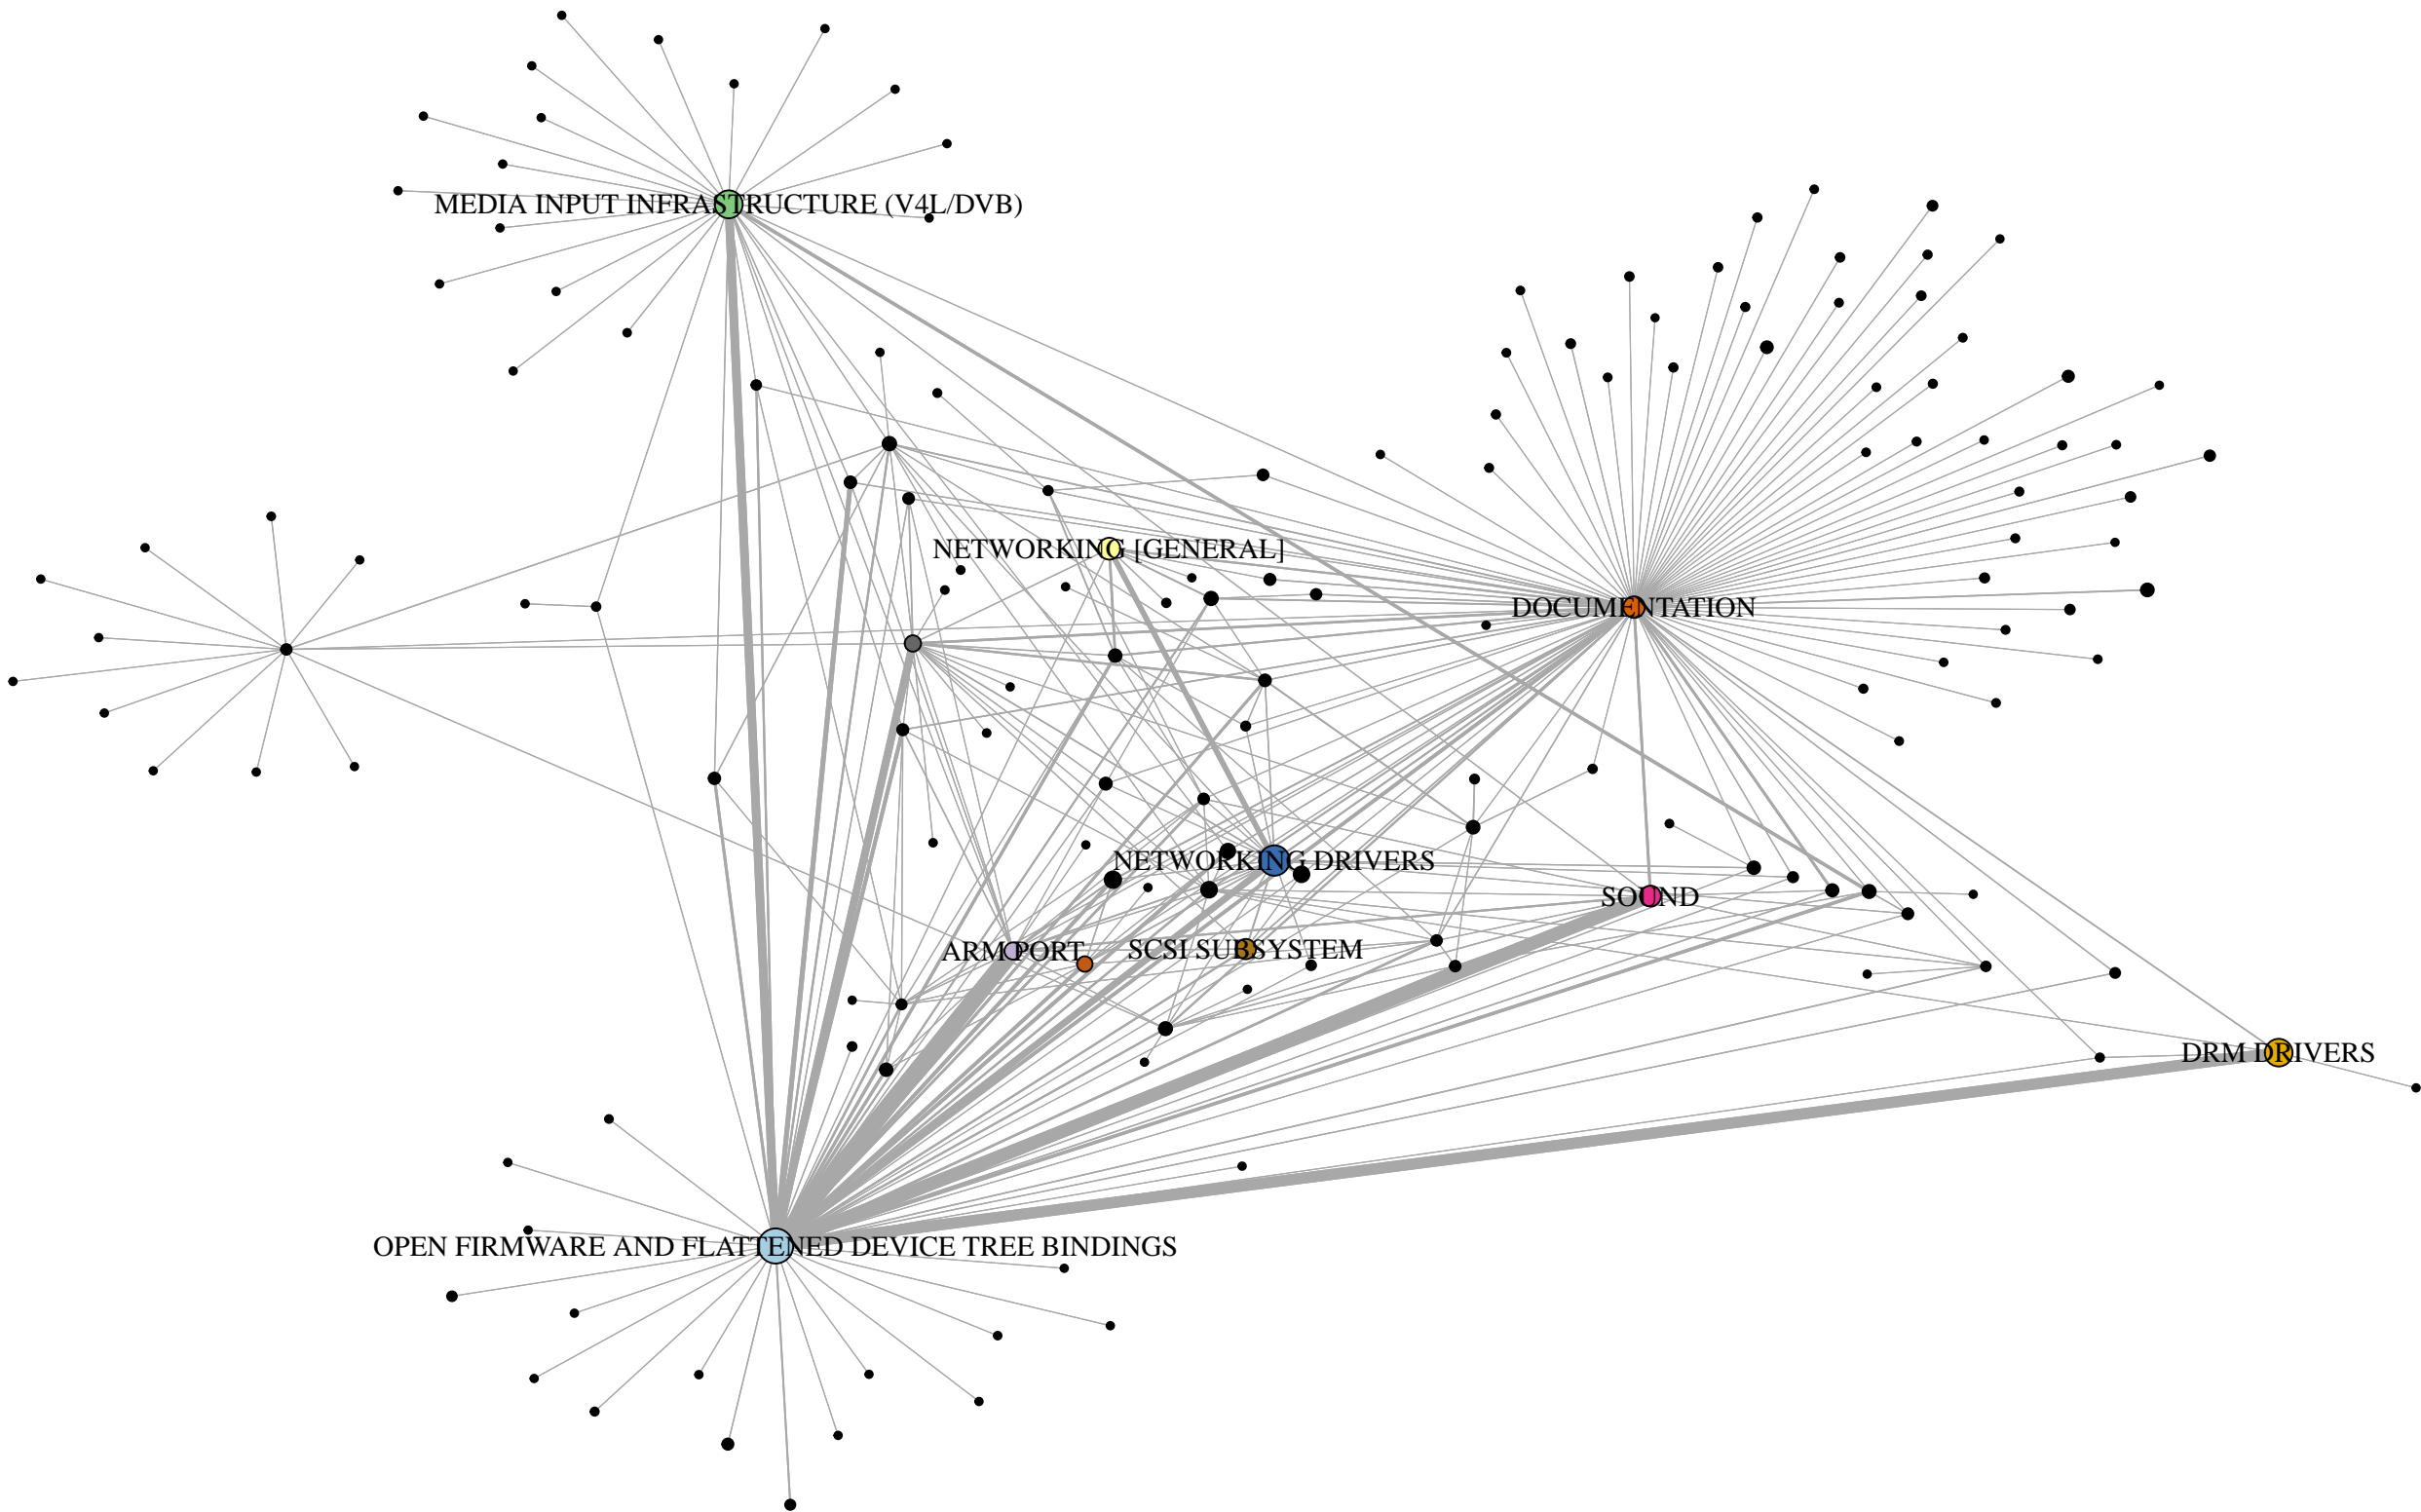 MEDIA INPUT INFRASTRUCTURE (V4L/DVB)
NETWORKING [GENERAL]
DOCUMENTATION
NETWORKING DRIVERS
SOUND
ARM PORT
SCSI SUBSYSTEM
DRM DRIVERS
OPEN FIRMWARE AND FLATTENED DEVICE TREE BINDINGS